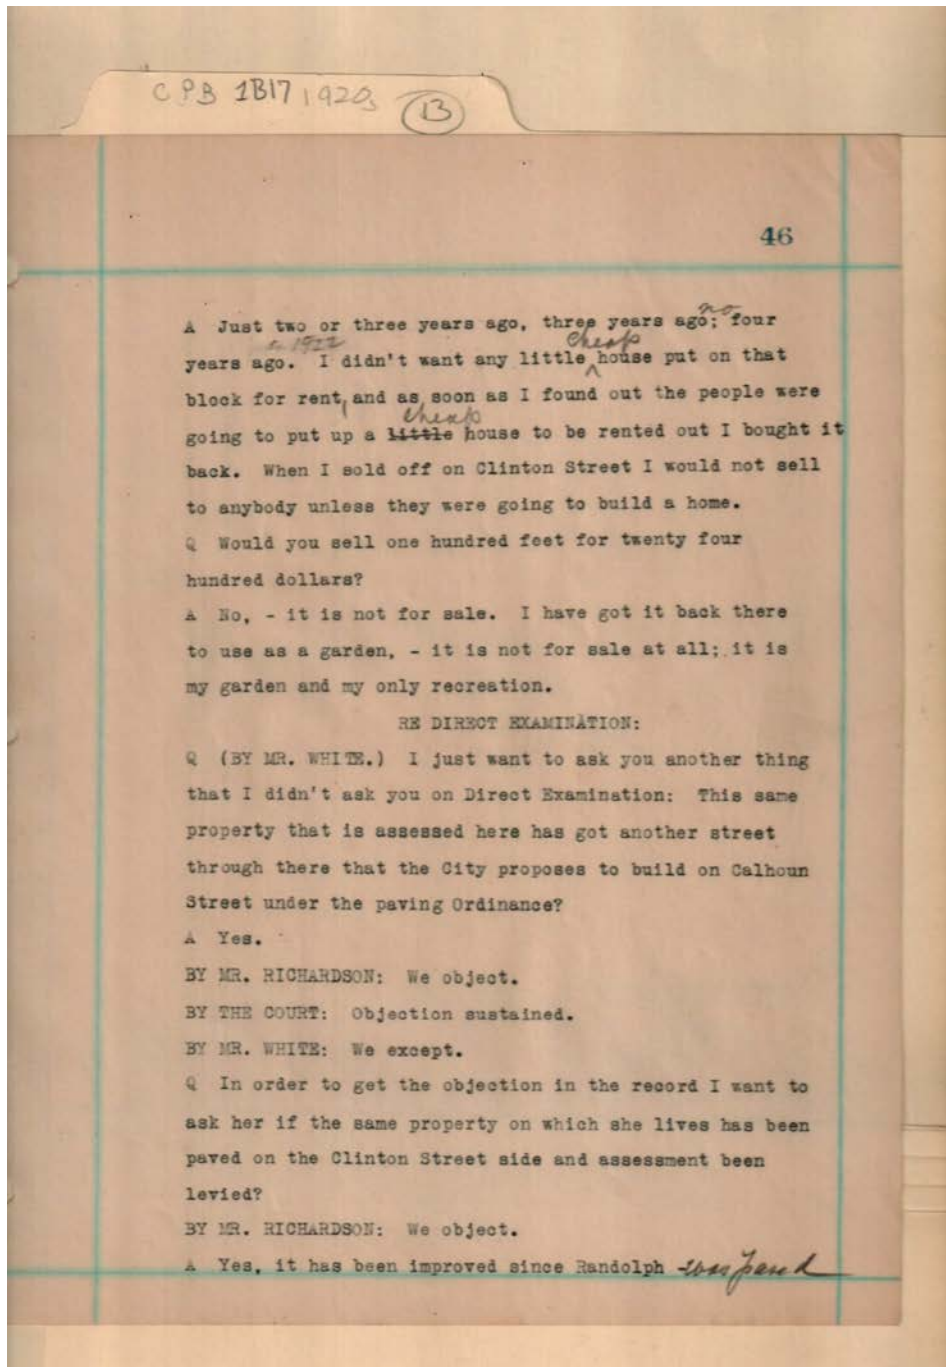 CPB 1B17 1920s 13
46
A Just two or three years ago, three years ago; no four
years ago. 1922 I didn't want any little cheap house put on that
block for rent, and as soon as I found out the people were
going to put up a little cheap house to be rented out I bought it
back. When I sold off on Clinton Street I would not sell
to anybody unless they were going to build a home.
Q Would you sell one hundred feet for twenty four
hundred dollars?
A No, - it is not for sale. I have got it back there
to use as a garden, - it is not for sale at all; it is
my garden and my only recreation.
RE DIRECT EXAMINATION:
Q (BY MR. WHITE.) I just want to ask you another thing
that I didn't ask you on Direct Examination: This same
property that is assessed here has got another street
through there that the City proposes to build on Calhoun
Street under the paving Ordinance?
A Yes.
BY MR. RICHARDSON: We object.
BY THE COURT: Objection sustained.
BY MR. WHITE: We except.
Q In order to get the objection in the record I want to
ask her if the same property on which she lives has been
paved on the Clinton Street side and assessment been
levied?
BY MR. RICHARDSON: We object.
A Yes, it has been improved since Randolph was paved